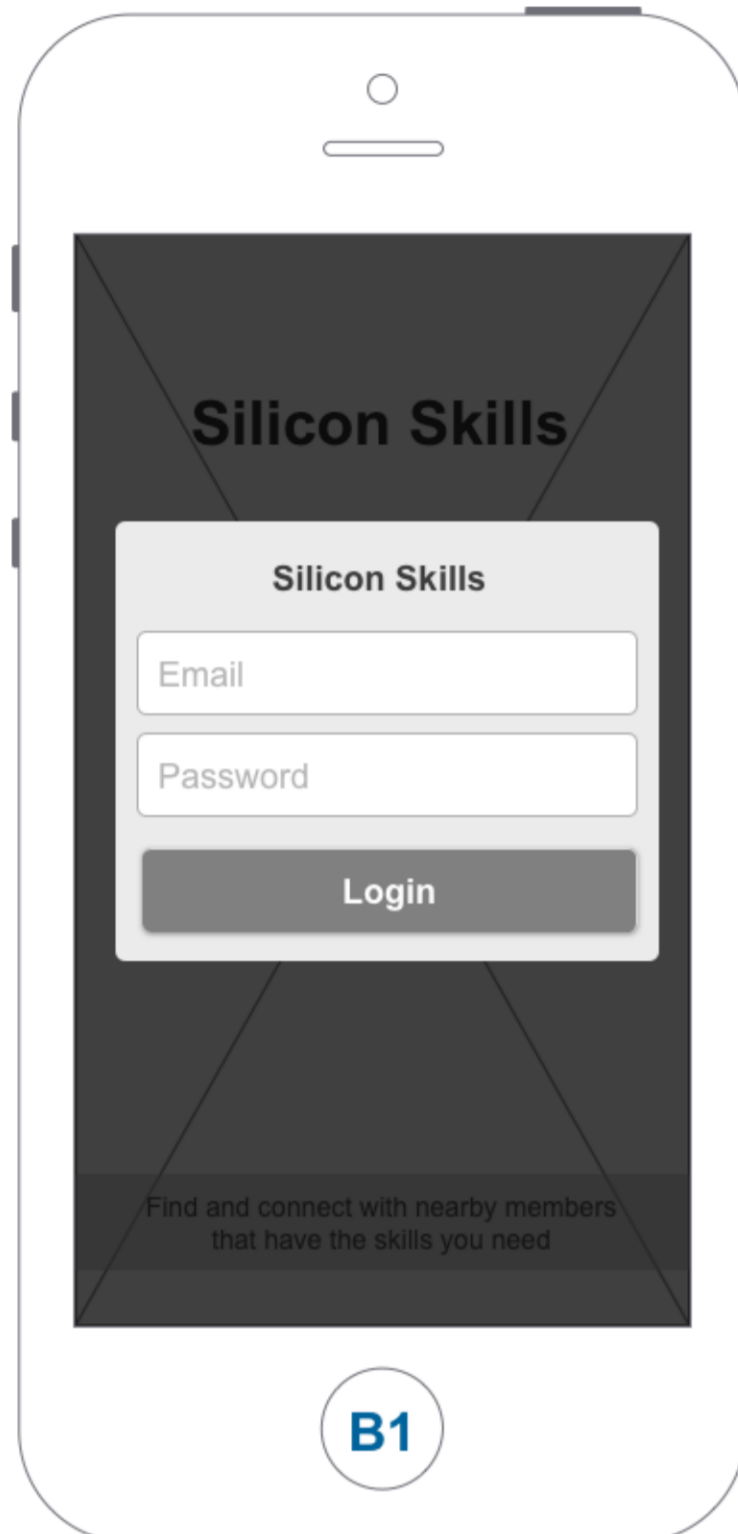 Silicon Skills
Silicon Skills
Email
Password
Login
Find and connect with nearby members
that have the skills you need
B1